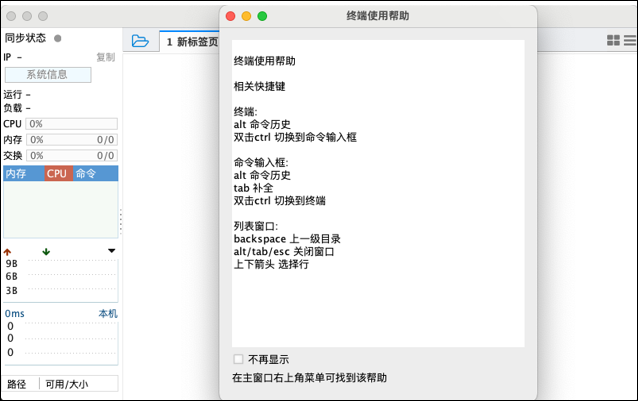 终端使用帮助
同步状态
1 新标签页
IP -
复制
系统信息
运行 -
负载 -
CPU 0%
内存 0% 0/0
交换 0% 0/0
内存 CPU 命令
9B
6B
3B
0ms 本机
0
0
0
路径 可用/大小
终端使用帮助
相关快捷键
终端:
alt 命令历史
双击ctrl 切换到命令输入框
命令输入框:
alt 命令历史
tab 补全
双击ctrl 切换到终端
列表窗口:
backspace 上一级目录
alt/tab/esc 关闭窗口
上下箭头 选择行
不再显示
在主窗口右上角菜单可找到该帮助